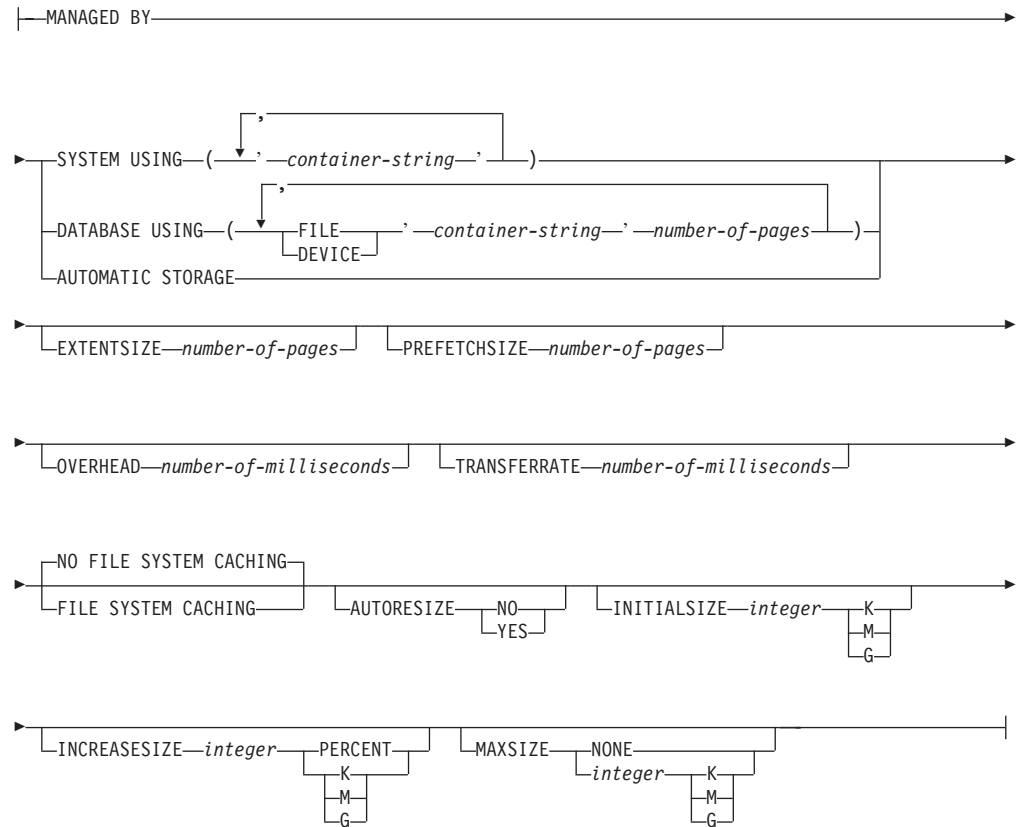 MANAGED BY
,
SYSTEM USING ( ' container-string ' )
,
DATABASE USING ( FILE ' container-string ' number-of-pages )
DEVICE
AUTOMATIC STORAGE
EXTENTSIZE number-of-pages PREFETCHSIZE number-of-pages
OVERHEAD number-of-milliseconds TRANSFERRATE number-of-milliseconds
NO FILE SYSTEM CACHING
FILE SYSTEM CACHING AUTORESIZE NO INITIALSIZE integer K
YES M
G
INCREASESIZE integer PERCENT MAXSIZE NONE
K integer K
M M
G G